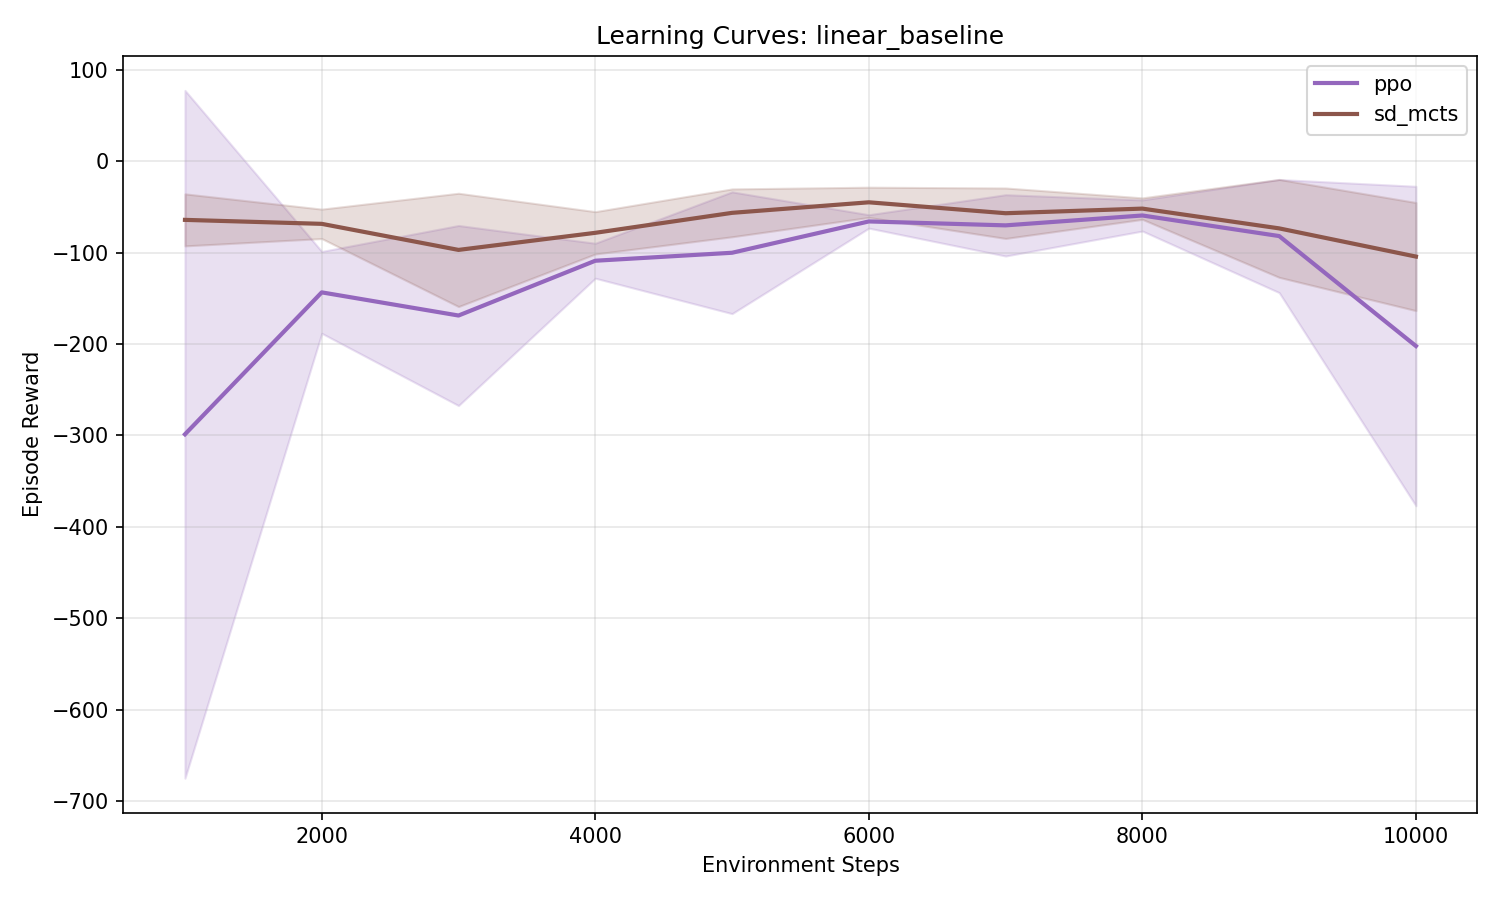 Learning Curves: linear_baseline
ppo
sd_mcts
100
0
−100
−200
−300
−400
−500
−600
−700
Episode Reward
2000
4000
6000
8000
10000
Environment Steps